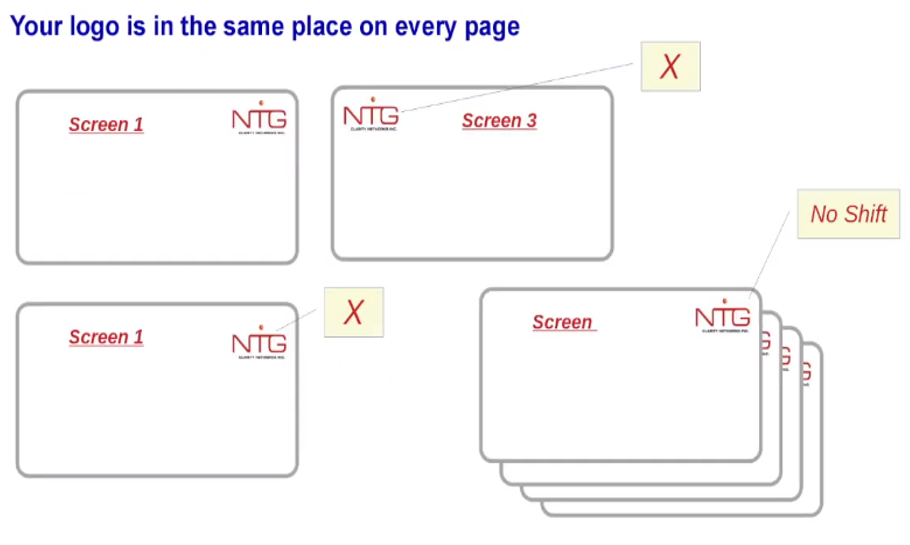 Your logo is in the same place on every page
X
Screen 1
NTG
CLARITY NETWORKS INC.
NTG
CLARITY NETWORKS INC.
Screen 3
No Shift
X
Screen 1
NTG
CLARITY NETWORKS INC.
Screen
NTG
CLARITY NETWORKS INC.
G
G
G